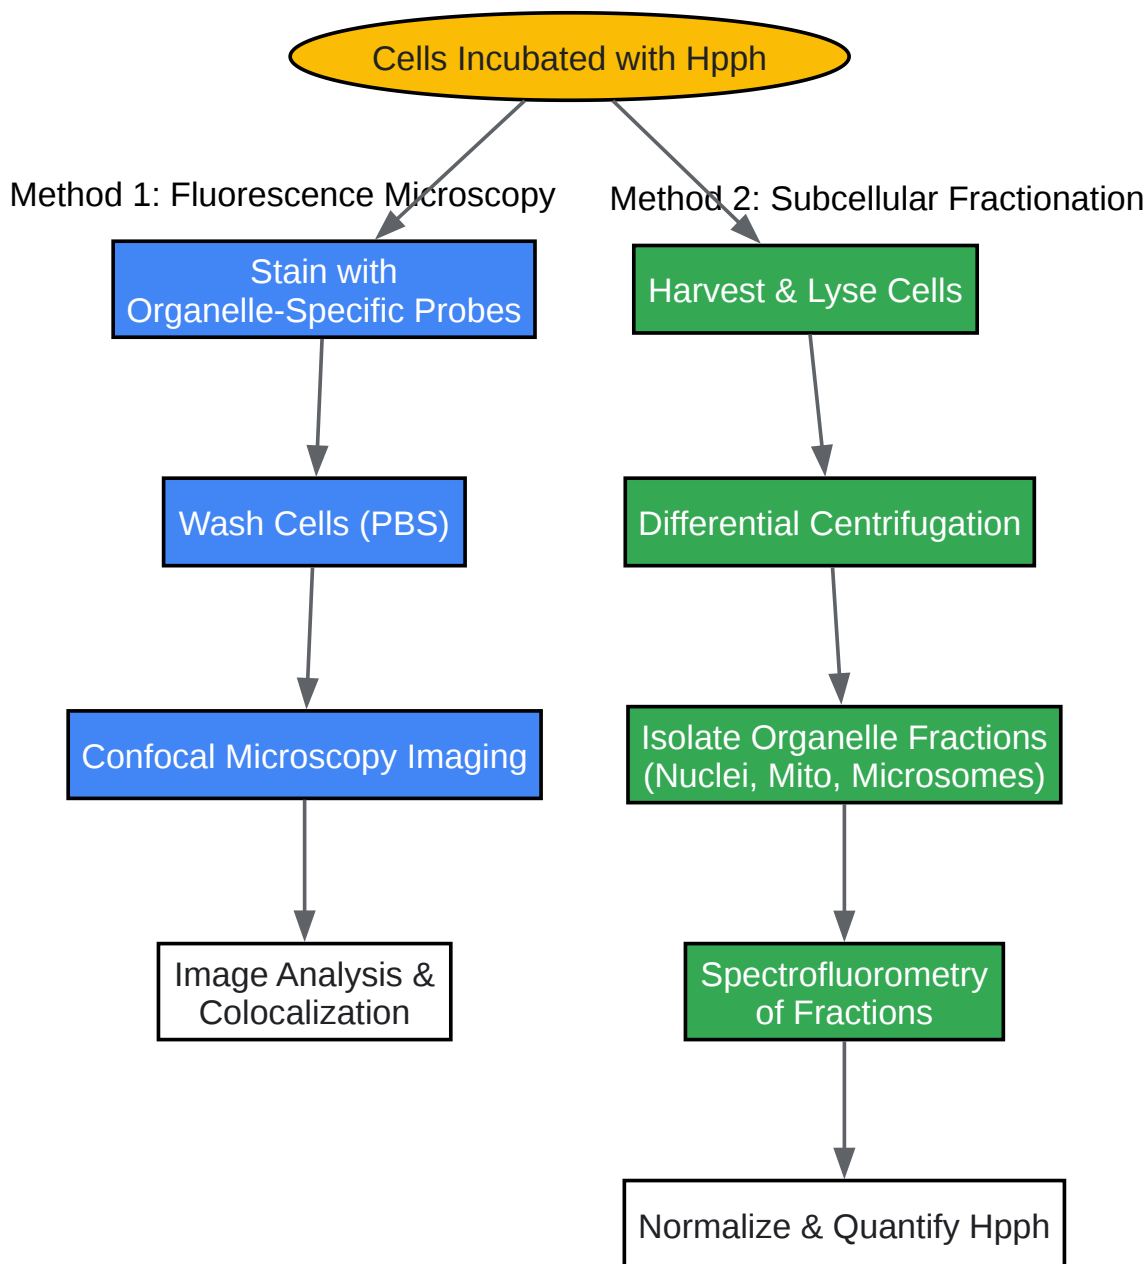 Cells Incubated with Hpph
Method 1: Fluorescence Microscopy
Method 2: Subcellular Fractionation
Stain with
Organelle-Specific Probes
Harvest & Lyse Cells
Wash Cells (PBS)
Differential Centrifugation
Confocal Microscopy Imaging
Isolate Organelle Fractions
(Nuclei, Mito, Microsomes)
Image Analysis &
Colocalization
Spectrofluorometry
of Fractions
Normalize & Quantify Hpph